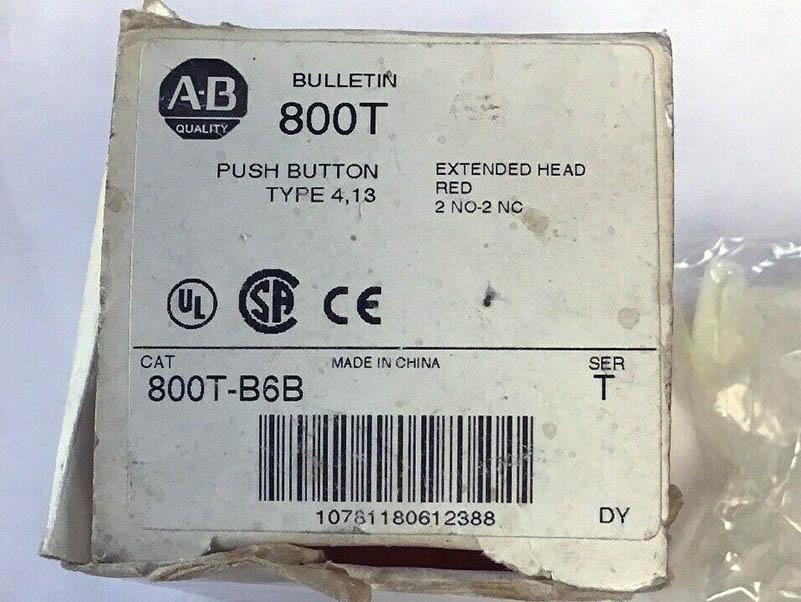 A-B
QUALITY
BULLETIN
800T
PUSH BUTTON
TYPE 4,13
EXTENDED HEAD
RED
2 NO-2 NC
UL
SA
CE
CAT
MADE IN CHINA
SER
800T-B6B
T
10781180612388
DY